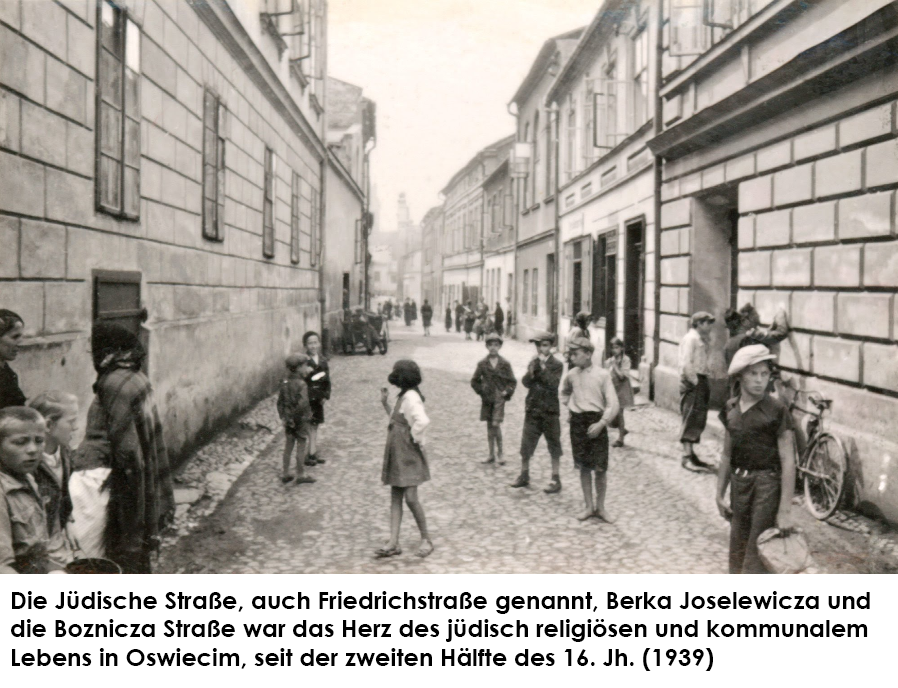 Die Jüdische Straße, auch Friedrichstraße genannt, Berka Joselewicza und
die Boznicza Straße war das Herz des jüdisch religiösen und kommunalem
Lebens in Oswiecim, seit der zweiten Hälfte des 16. Jh. (1939)